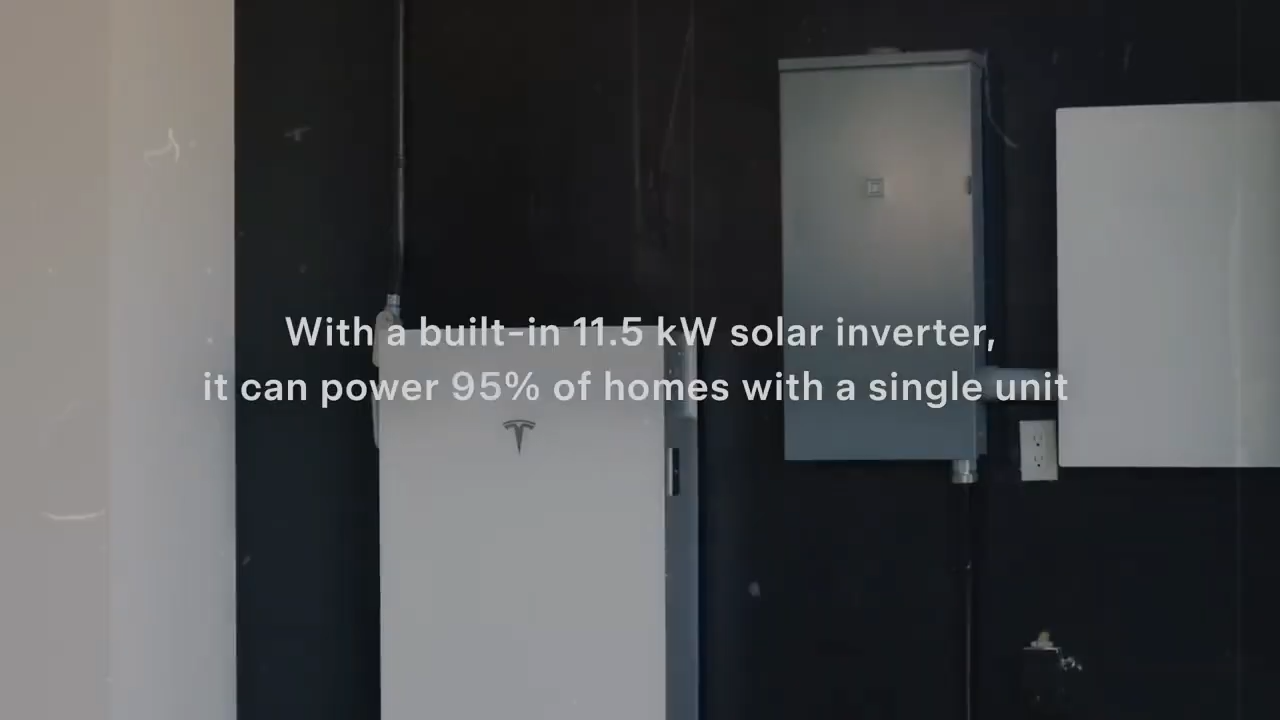 With a built-in 11.5 kW solar inverter,
it can power 95% of homes with a single unit